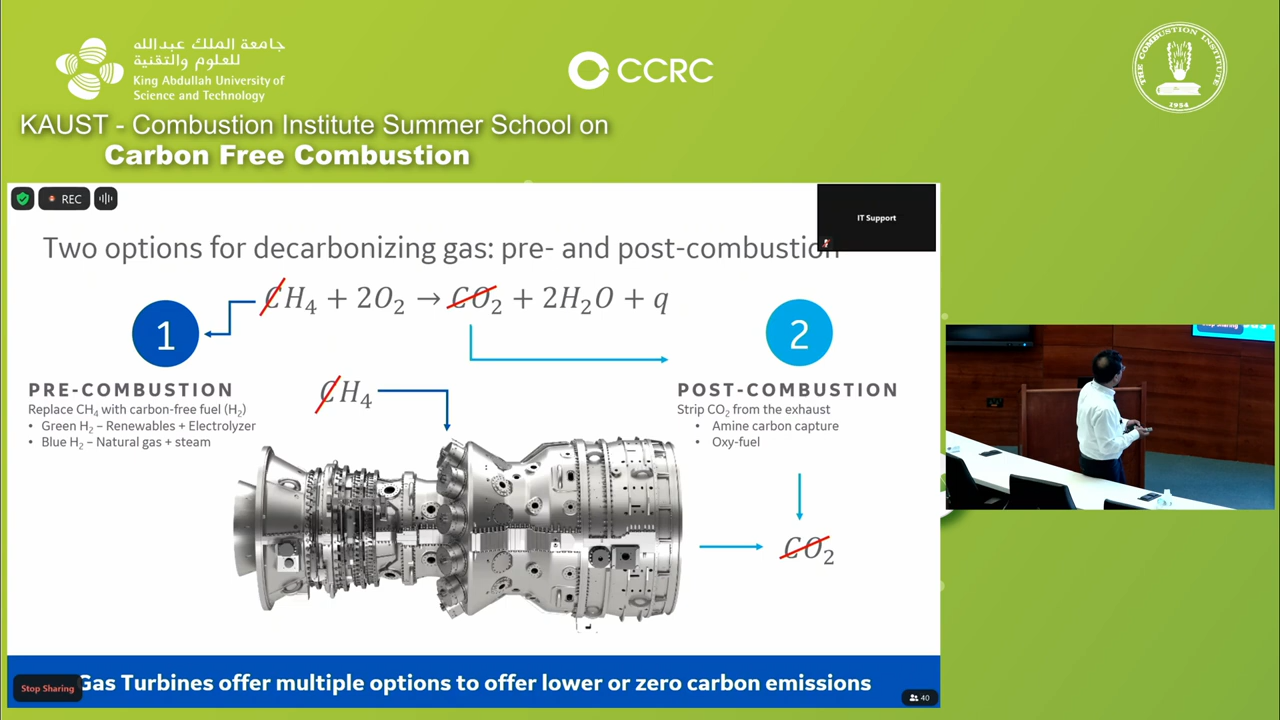 جامعة الملك عبدالله
للعلوم والتقنية
King Abdullah University of
Science and Technology
CCRC
THE COMBUSTION INSTITUTE
1954
KAUST - Combustion Institute Summer School on
Carbon Free Combustion
REC
IT Support
Two options for decarbonizing gas: pre- and post-combustion
CH₄ + 2O₂ → CO₂ + 2H₂O + q
1
2
PRE-COMBUSTION
Replace CH₄ with carbon-free fuel (H₂)
• Green H₂ – Renewables + Electrolyzer
• Blue H₂ – Natural gas + steam
CH₄
POST-COMBUSTION
Strip CO₂ from the exhaust
• Amine carbon capture
• Oxy-fuel
CO₂
Stop Sharing
Gas Turbines offer multiple options to offer lower or zero carbon emissions
40